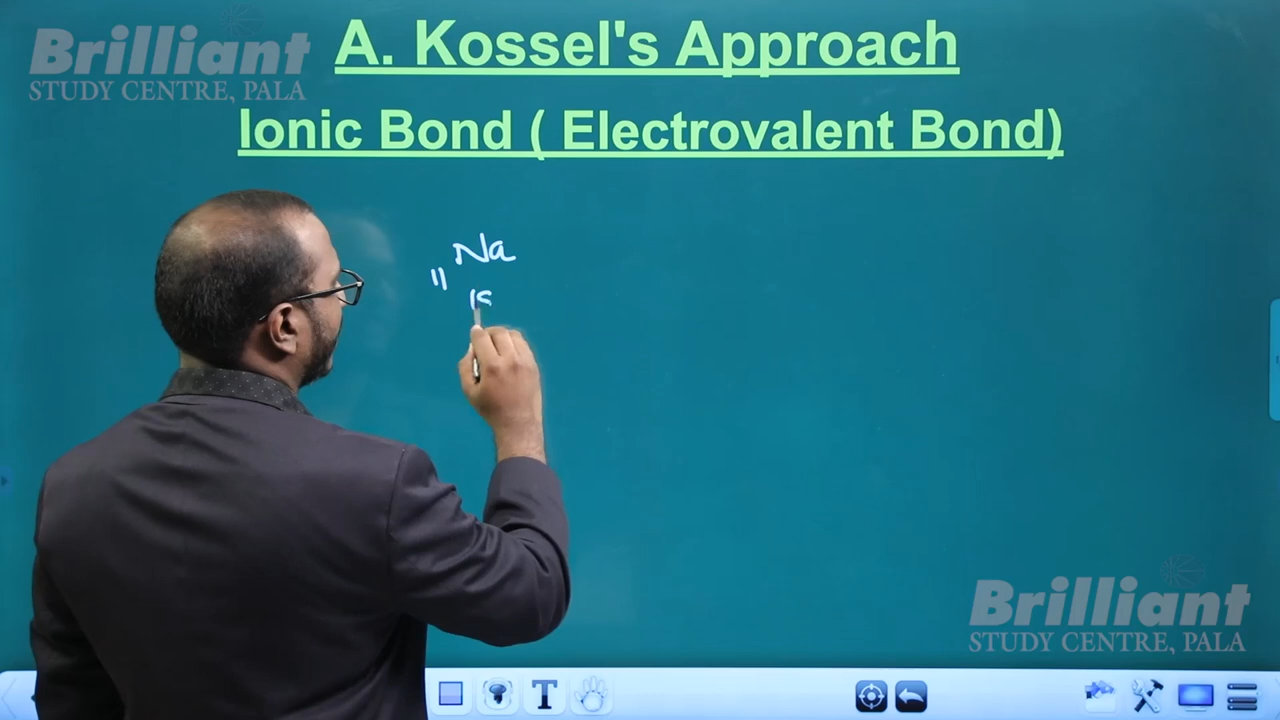 Brilliant
STUDY CENTRE, PALA
A. Kossel's Approach
Ionic Bond ( Electrovalent Bond)
11 Na
1s
T
Brilliant
STUDY CENTRE, PALA